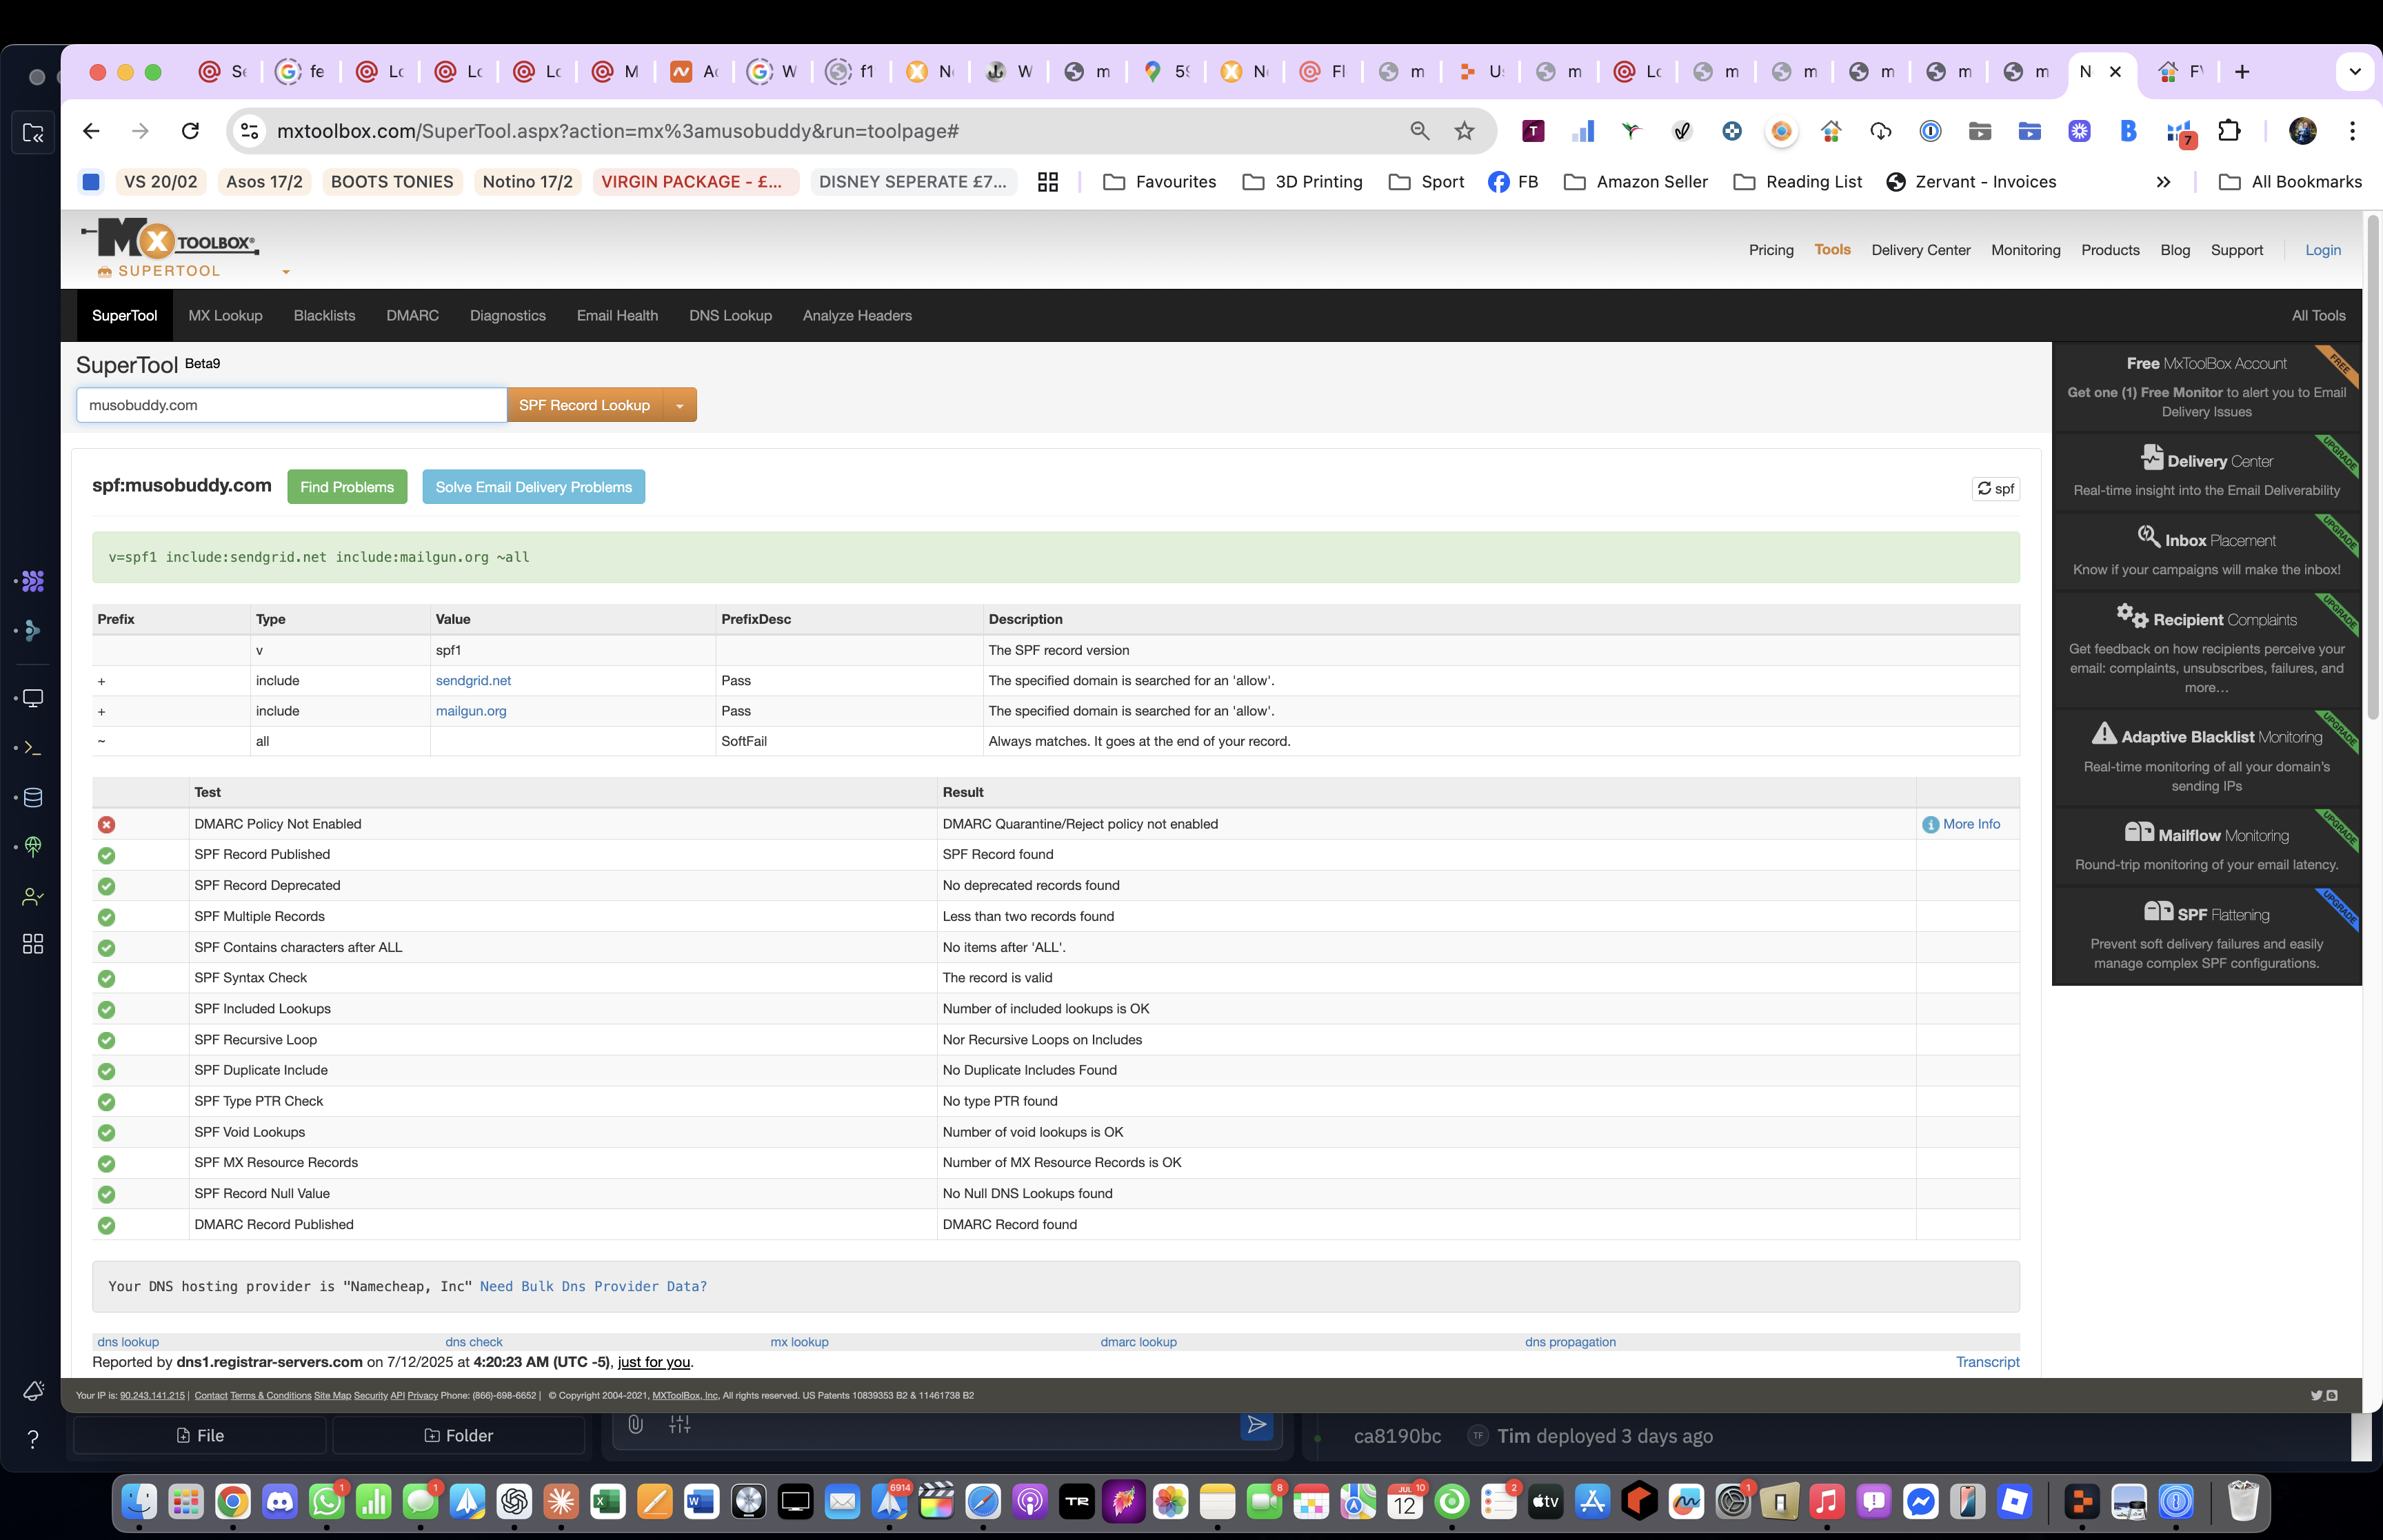 Se
fe
Lc
Lc
Lc
M
Ac
W
f1
N
W
m
5
N
Fl
m
U
m
Lc
m
m
m
m
m
N
F
mxtoolbox.com/SuperTool.aspx?action=mx%3amusobuddy&run=toolpage#
7
VS 20/02
Asos 17/2
BOOTS TONIES
Notino 17/2
VIRGIN PACKAGE - £...
DISNEY SEPERATE £7...
Favourites
3D Printing
Sport
FB
Amazon Seller
Reading List
Zervant - Invoices
All Bookmarks
MX TOOLBOX®
SUPERTOOL
Pricing
Tools
Delivery Center
Monitoring
Products
Blog
Support
Login
SuperTool
MX Lookup
Blacklists
DMARC
Diagnostics
Email Health
DNS Lookup
Analyze Headers
All Tools
SuperTool Beta9
musobuddy.com
SPF Record Lookup
spf:musobuddy.com
Find Problems
Solve Email Delivery Problems
spf
v=spf1 include:sendgrid.net include:mailgun.org ~all
Prefix Type Value PrefixDesc Description
v spf1 The SPF record version
+ include sendgrid.net Pass The specified domain is searched for an 'allow'.
+ include mailgun.org Pass The specified domain is searched for an 'allow'.
~ all SoftFail Always matches. It goes at the end of your record.
Test Result
DMARC Policy Not Enabled DMARC Quarantine/Reject policy not enabled More Info
SPF Record Published SPF Record found
SPF Record Deprecated No deprecated records found
SPF Multiple Records Less than two records found
SPF Contains characters after ALL No items after 'ALL'.
SPF Syntax Check The record is valid
SPF Included Lookups Number of included lookups is OK
SPF Recursive Loop Nor Recursive Loops on Includes
SPF Duplicate Include No Duplicate Includes Found
SPF Type PTR Check No type PTR found
SPF Void Lookups Number of void lookups is OK
SPF MX Resource Records Number of MX Resource Records is OK
SPF Record Null Value No Null DNS Lookups found
DMARC Record Published DMARC Record found
Your DNS hosting provider is "Namecheap, Inc" Need Bulk Dns Provider Data?
dns lookup
dns check
mx lookup
dmarc lookup
dns propagation
Reported by dns1.registrar-servers.com on 7/12/2025 at 4:20:23 AM (UTC -5), just for you.
Transcript
Free MxToolBox Account
FREE
Get one (1) Free Monitor to alert you to Email
Delivery Issues
Delivery Center
UPGRADE
Real-time insight into the Email Deliverability
Inbox Placement
UPGRADE
Know if your campaigns will make the inbox!
Recipient Complaints
UPGRADE
Get feedback on how recipients perceive your
email: complaints, unsubscribes, failures, and
more…
Adaptive Blacklist Monitoring
UPGRADE
Real-time monitoring of all your domain's
sending IPs
Mailflow Monitoring
UPGRADE
Round-trip monitoring of your email latency.
SPF Flattening
UPGRADE
Prevent soft delivery failures and easily
manage complex SPF configurations.
Your IP is: 90.243.141.215 | Contact Terms & Conditions Site Map Security API Privacy Phone: (866)-698-6652 | © Copyright 2004-2021, MXToolBox, Inc, All rights reserved. US Patents 10839353 B2 & 11461738 B2
File
Folder
ca8190bc
TF
Tim deployed 3 days ago
1
1
6914
TR
8
JUL 10
12
2
tv
1